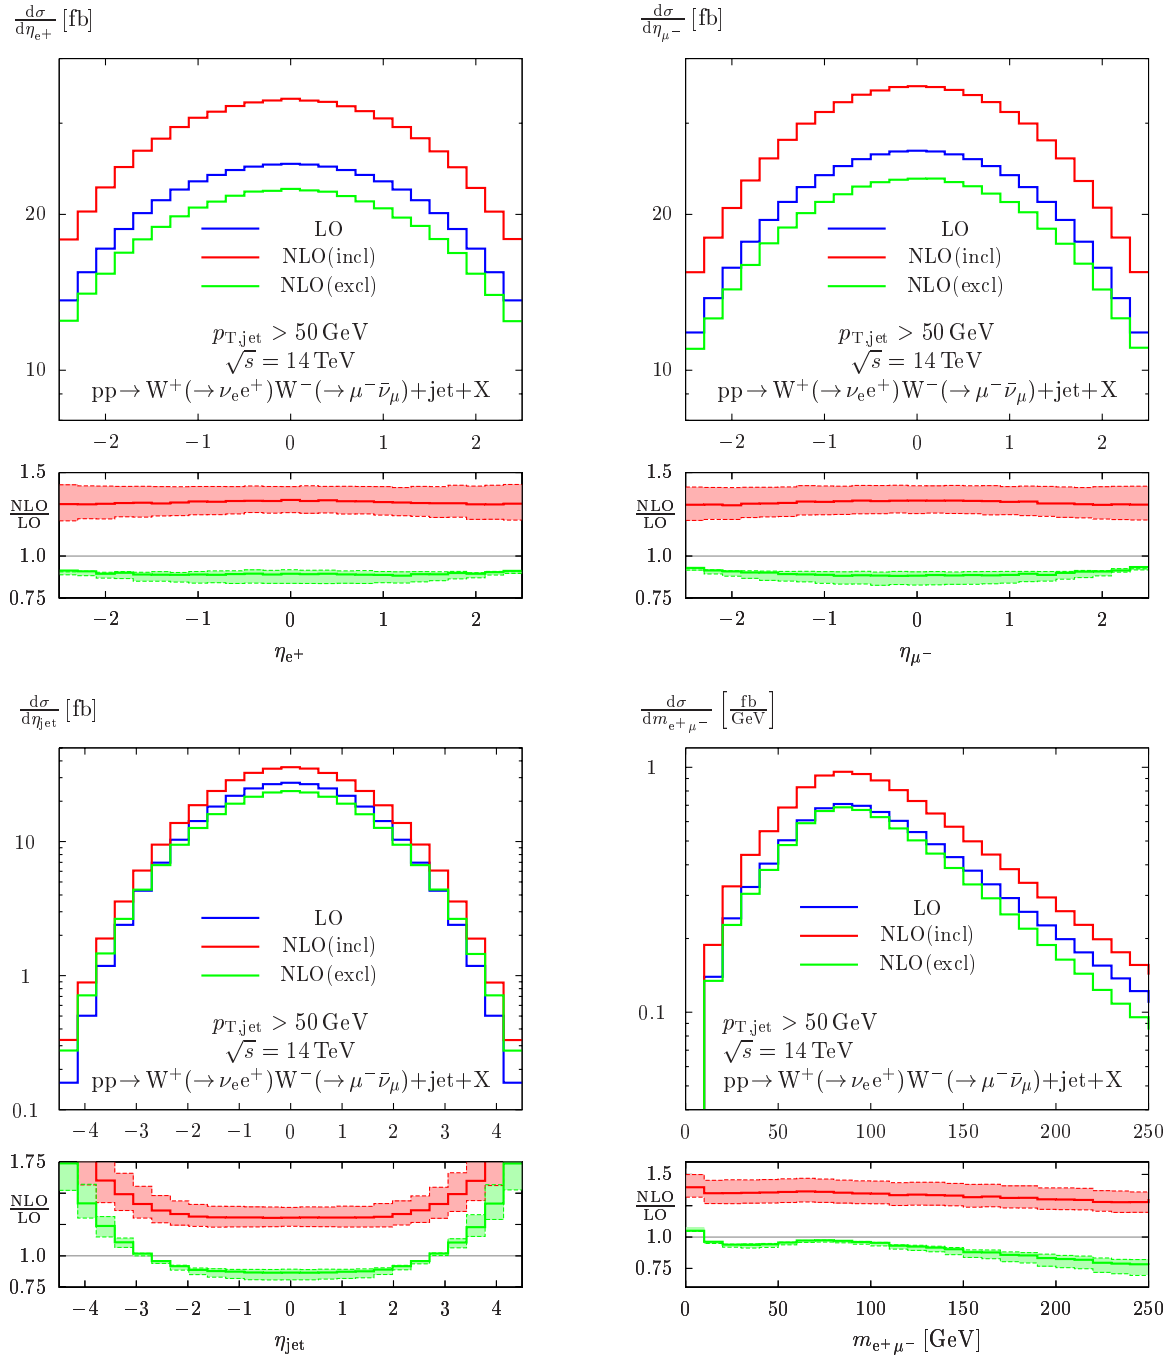 dσ/dη_e+ [fb]
20
10
LO
NLO(incl)
NLO(excl)
p_T,jet > 50 GeV
√s = 14 TeV
pp→W⁺(→ν_e e⁺)W⁻(→μ⁻ν̄_μ)+jet+X
−2 −1 0 1 2
1.5
NLO/LO
1.0
0.75
−2 −1 0 1 2
η_e+
dσ/dη_μ− [fb]
20
10
LO
NLO(incl)
NLO(excl)
p_T,jet > 50 GeV
√s = 14 TeV
pp→W⁺(→ν_e e⁺)W⁻(→μ⁻ν̄_μ)+jet+X
−2 −1 0 1 2
1.5
NLO/LO
1.0
0.75
−2 −1 0 1 2
η_μ−
dσ/dη_jet [fb]
10
1
0.1
LO
NLO(incl)
NLO(excl)
p_T,jet > 50 GeV
√s = 14 TeV
pp→W⁺(→ν_e e⁺)W⁻(→μ⁻ν̄_μ)+jet+X
−4 −3 −2 −1 0 1 2 3 4
1.75
NLO/LO
1.0
0.75
−4 −3 −2 −1 0 1 2 3 4
η_jet
dσ/dm_e+μ− [fb/GeV]
1
0.1
LO
NLO(incl)
NLO(excl)
p_T,jet > 50 GeV
√s = 14 TeV
pp→W⁺(→ν_e e⁺)W⁻(→μ⁻ν̄_μ)+jet+X
0 50 100 150 200 250
1.5
NLO/LO
1.0
0.75
0 50 100 150 200 250
m_e+μ− [GeV]